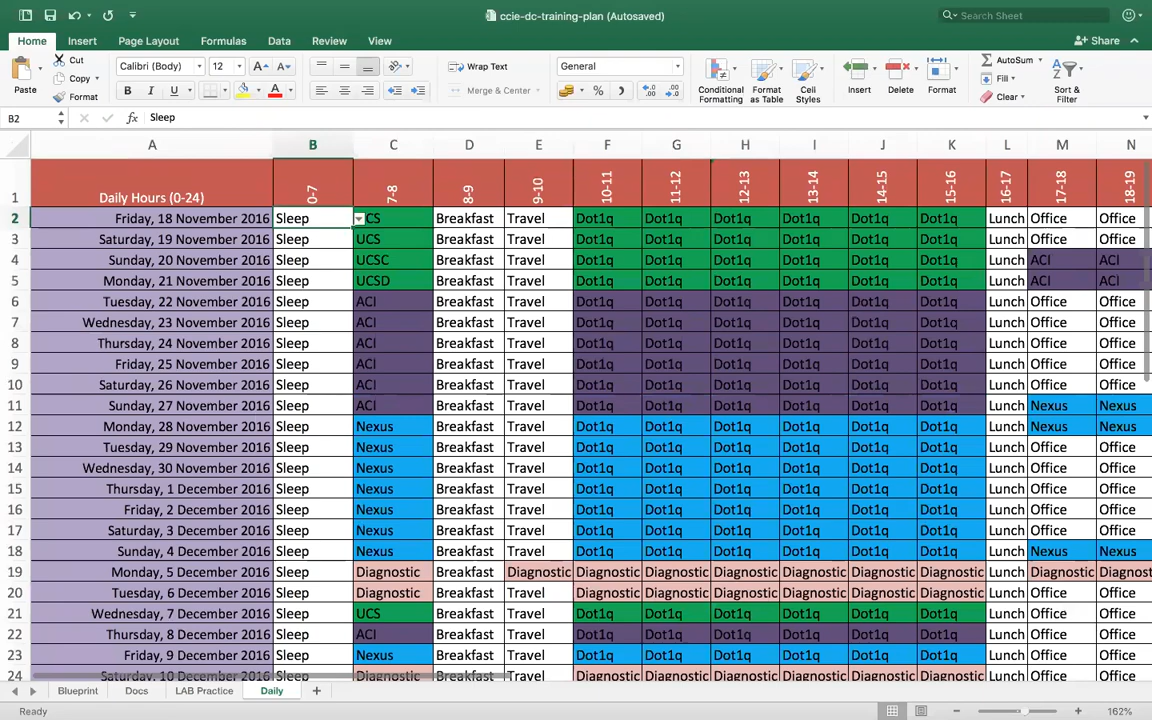 ccie-dc-training-plan (Autosaved)
Search Sheet
Home Insert Page Layout Formulas Data Review View
Share
Paste Cut Calibri (Body) 12 Wrap Text General Conditional Formatting Format as Table Cell Styles Insert Delete Format AutoSum Sort & Filter
Copy Fill
Format B I U Merge & Center % Clear
B2 fx Sleep
A B C D E F G H I J K L M N
1 Daily Hours (0-24) 0-7 7-8 8-9 9-10 10-11 11-12 12-13 13-14 14-15 15-16 16-17 17-18 18-19
2 Friday, 18 November 2016 Sleep CS Breakfast Travel Dot1q Dot1q Dot1q Dot1q Dot1q Dot1q Lunch Office Office
3 Saturday, 19 November 2016 Sleep UCS Breakfast Travel Dot1q Dot1q Dot1q Dot1q Dot1q Dot1q Lunch Office Office
4 Sunday, 20 November 2016 Sleep UCSC Breakfast Travel Dot1q Dot1q Dot1q Dot1q Dot1q Dot1q Lunch ACI ACI
5 Monday, 21 November 2016 Sleep UCSD Breakfast Travel Dot1q Dot1q Dot1q Dot1q Dot1q Dot1q Lunch ACI ACI
6 Tuesday, 22 November 2016 Sleep ACI Breakfast Travel Dot1q Dot1q Dot1q Dot1q Dot1q Dot1q Lunch Office Office
7 Wednesday, 23 November 2016 Sleep ACI Breakfast Travel Dot1q Dot1q Dot1q Dot1q Dot1q Dot1q Lunch Office Office
8 Thursday, 24 November 2016 Sleep ACI Breakfast Travel Dot1q Dot1q Dot1q Dot1q Dot1q Dot1q Lunch Office Office
9 Friday, 25 November 2016 Sleep ACI Breakfast Travel Dot1q Dot1q Dot1q Dot1q Dot1q Dot1q Lunch Office Office
10 Saturday, 26 November 2016 Sleep ACI Breakfast Travel Dot1q Dot1q Dot1q Dot1q Dot1q Dot1q Lunch Office Office
11 Sunday, 27 November 2016 Sleep ACI Breakfast Travel Dot1q Dot1q Dot1q Dot1q Dot1q Dot1q Lunch Nexus Nexus
12 Monday, 28 November 2016 Sleep Nexus Breakfast Travel Dot1q Dot1q Dot1q Dot1q Dot1q Dot1q Lunch Nexus Nexus
13 Tuesday, 29 November 2016 Sleep Nexus Breakfast Travel Dot1q Dot1q Dot1q Dot1q Dot1q Dot1q Lunch Office Office
14 Wednesday, 30 November 2016 Sleep Nexus Breakfast Travel Dot1q Dot1q Dot1q Dot1q Dot1q Dot1q Lunch Office Office
15 Thursday, 1 December 2016 Sleep Nexus Breakfast Travel Dot1q Dot1q Dot1q Dot1q Dot1q Dot1q Lunch Office Office
16 Friday, 2 December 2016 Sleep Nexus Breakfast Travel Dot1q Dot1q Dot1q Dot1q Dot1q Dot1q Lunch Office Office
17 Saturday, 3 December 2016 Sleep Nexus Breakfast Travel Dot1q Dot1q Dot1q Dot1q Dot1q Dot1q Lunch Office Office
18 Sunday, 4 December 2016 Sleep Nexus Breakfast Travel Dot1q Dot1q Dot1q Dot1q Dot1q Dot1q Lunch Nexus Nexus
19 Monday, 5 December 2016 Sleep Diagnostic Breakfast Diagnostic Diagnostic Diagnostic Diagnostic Diagnostic Diagnostic Diagnostic Lunch Diagnostic Diagnost
20 Tuesday, 6 December 2016 Sleep Diagnostic Breakfast Travel Diagnostic Diagnostic Diagnostic Diagnostic Diagnostic Diagnostic Lunch Office Office
21 Wednesday, 7 December 2016 Sleep UCS Breakfast Travel Dot1q Dot1q Dot1q Dot1q Dot1q Dot1q Lunch Office Office
22 Thursday, 8 December 2016 Sleep ACI Breakfast Travel Dot1q Dot1q Dot1q Dot1q Dot1q Dot1q Lunch Office Office
23 Friday, 9 December 2016 Sleep Nexus Breakfast Travel Dot1q Dot1q Dot1q Dot1q Dot1q Dot1q Lunch Office Office
24 Saturday, 10 December 2016 Sleep Diagnostic Breakfast Travel Diagnostic Diagnostic Diagnostic Diagnostic Diagnostic Diagnostic Lunch Office Office
Blueprint Docs LAB Practice Daily
Ready 162%